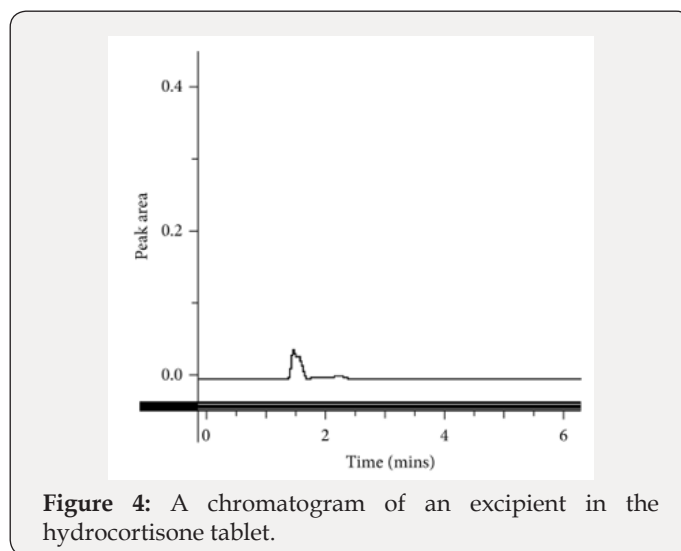 0.4
0.2
0.0
Peak area
0 2 4 6
Time (mins)
Figure 4: A chromatogram of an excipient in the
hydrocortisone tablet.